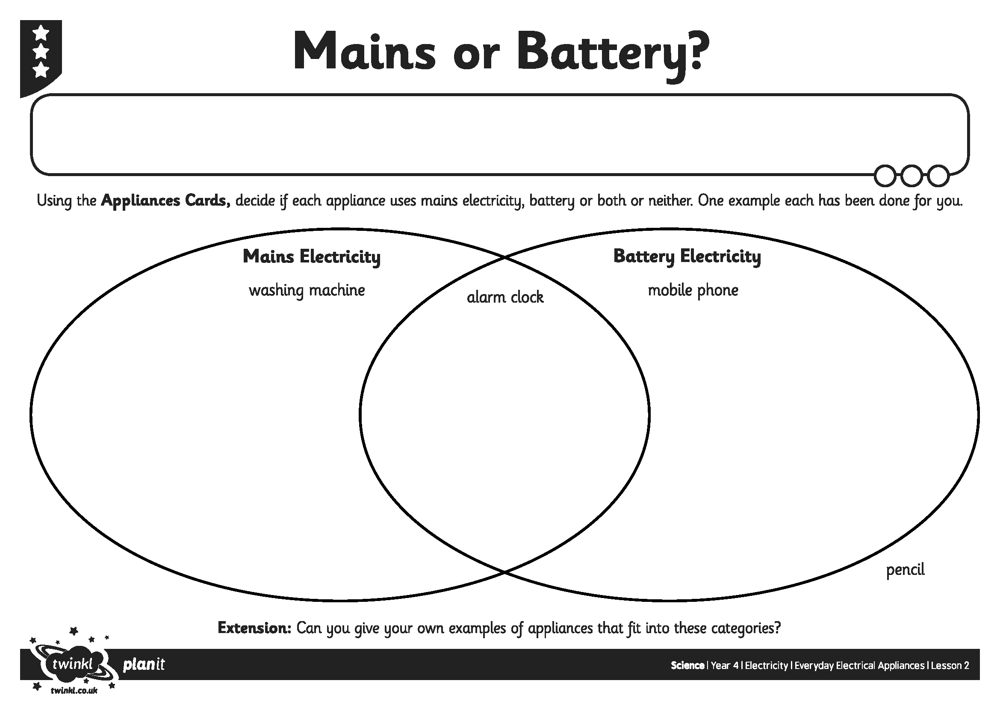 Mains or Battery?
Using the Appliances Cards, decide if each appliance uses mains electricity, battery or both or neither. One example each has been done for you.
Mains Electricity
Battery Electricity
washing machine
alarm clock
mobile phone
pencil
Extension: Can you give your own examples of appliances that fit into these categories?
twinkl
planit
Science | Year 4 | Electricity | Everyday Electrical Appliances | Lesson 2
twinkl.co.uk